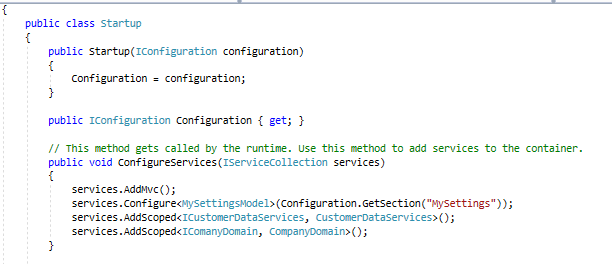 {
public class Startup
{
public Startup(IConfiguration configuration)
{
Configuration = configuration;
}
public IConfiguration Configuration { get; }
// This method gets called by the runtime. Use this method to add services to the container.
public void ConfigureServices(IServiceCollection services)
{
services.AddMvc();
services.Configure<MySettingsModel>(Configuration.GetSection("MySettings"));
services.AddScoped<ICustomerDataServices, CustomerDataServices>();
services.AddScoped<IComanyDomain, CompanyDomain>();
}